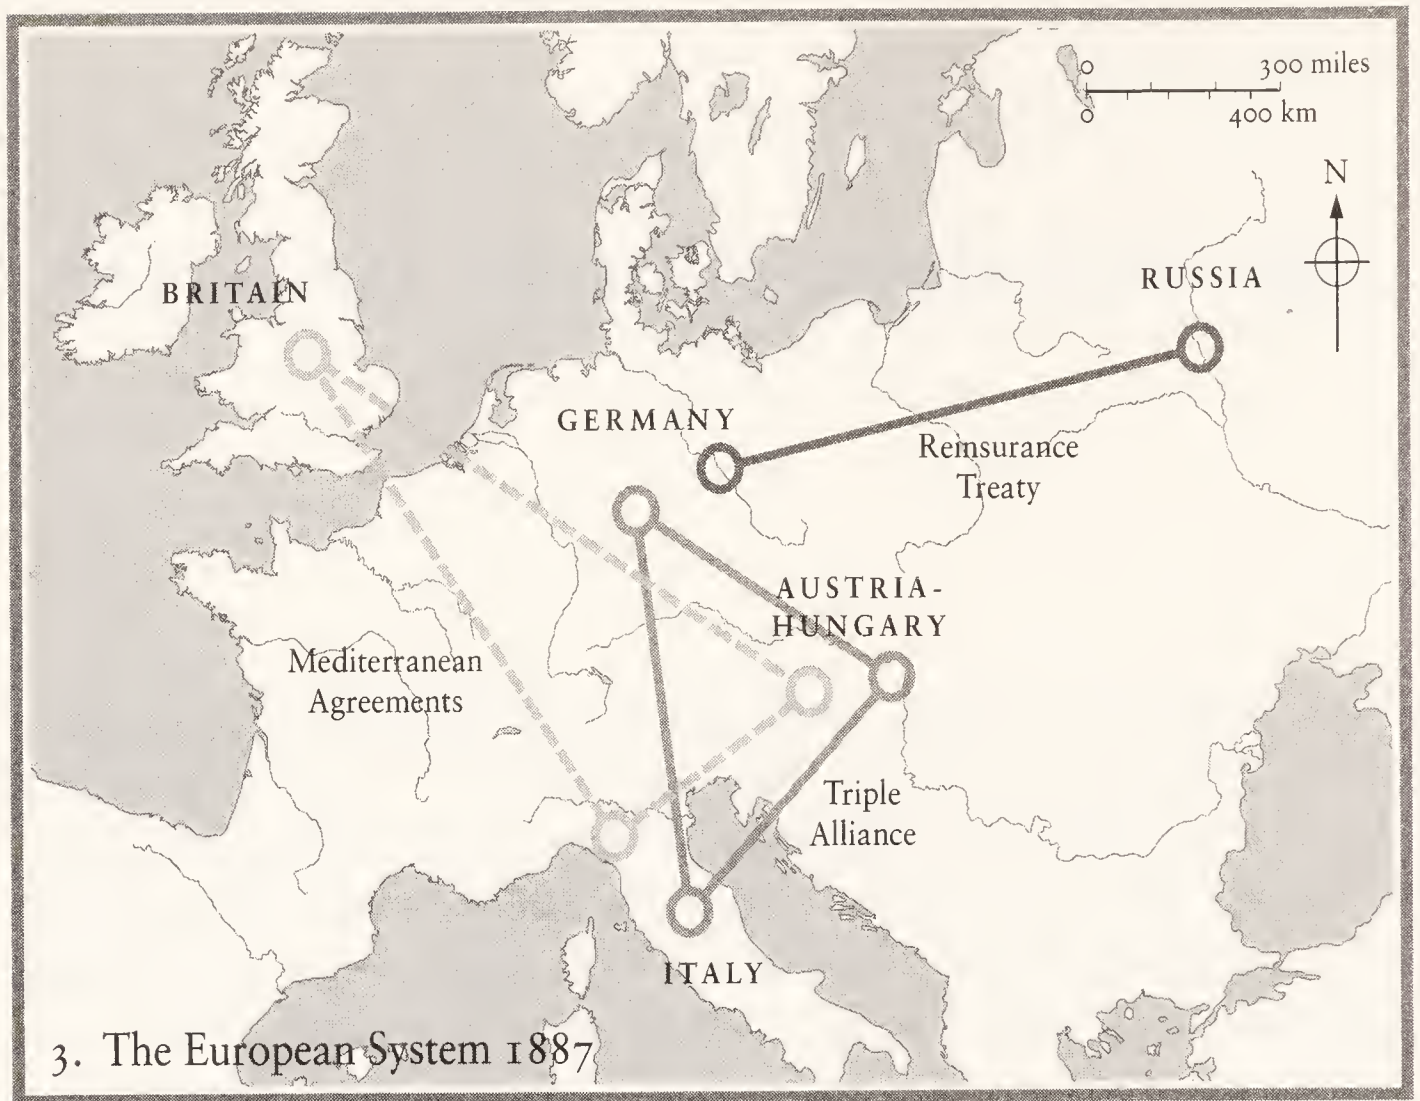 0 300 miles
0 400 km
N
BRITAIN
RUSSIA
GERMANY
Reinsurance
Treaty
AUSTRIA-
HUNGARY
Mediterranean
Agreements
Triple
Alliance
ITALY
3. The European System 1887